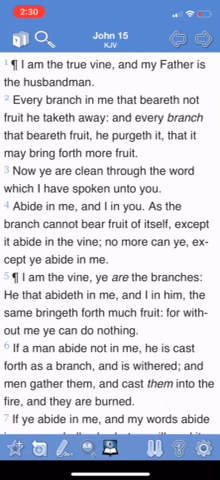 2:30
John 15
KJV
1 ¶ I am the true vine, and my Father is
the husbandman.
2 Every branch in me that beareth not
fruit he taketh away: and every branch
that beareth fruit, he purgeth it, that it
may bring forth more fruit.
3 Now ye are clean through the word
which I have spoken unto you.
4 Abide in me, and I in you. As the
branch cannot bear fruit of itself, except
it abide in the vine; no more can ye, ex-
cept ye abide in me.
5 ¶ I am the vine, ye are the branches:
He that abideth in me, and I in him, the
same bringeth forth much fruit: for with-
out me ye can do nothing.
6 If a man abide not in me, he is cast
forth as a branch, and is withered; and
men gather them, and cast them into the
fire, and they are burned.
7 If ye abide in me, and my words abide